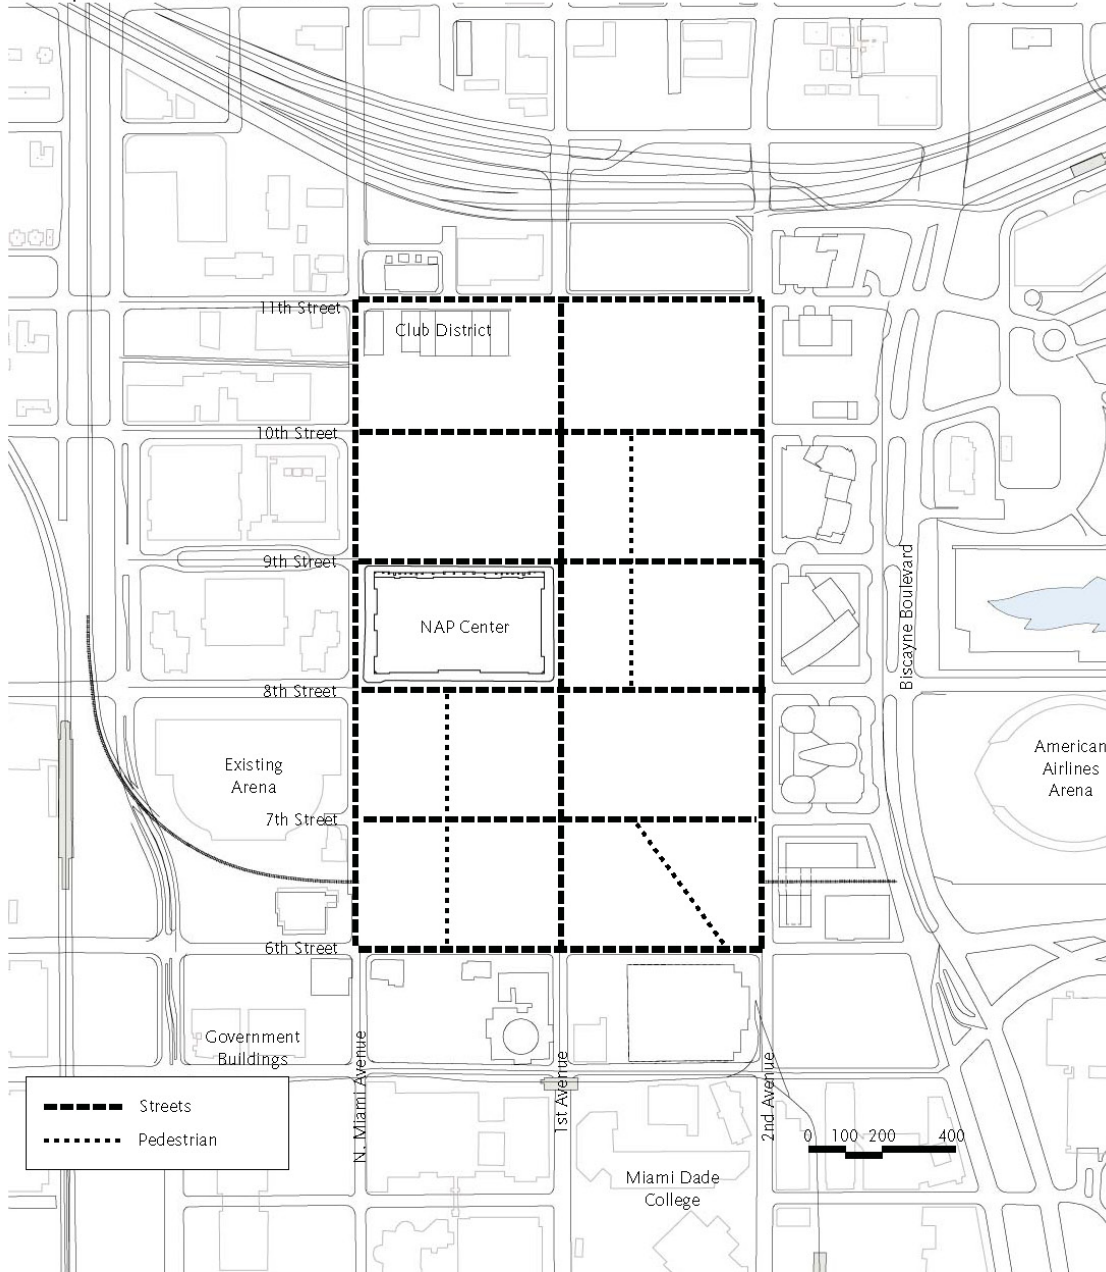 11th Street
Club District
10th Street
9th Street
NAP Center
8th Street
Biscayne Boulevard
Existing
Arena
American
Airlines
Arena
7th Street
6th Street
Government
Buildings
N. Miami Avenue
1st Avenue
2nd Avenue
Streets
Pedestrian
0 100 200 400
Miami Dade
College